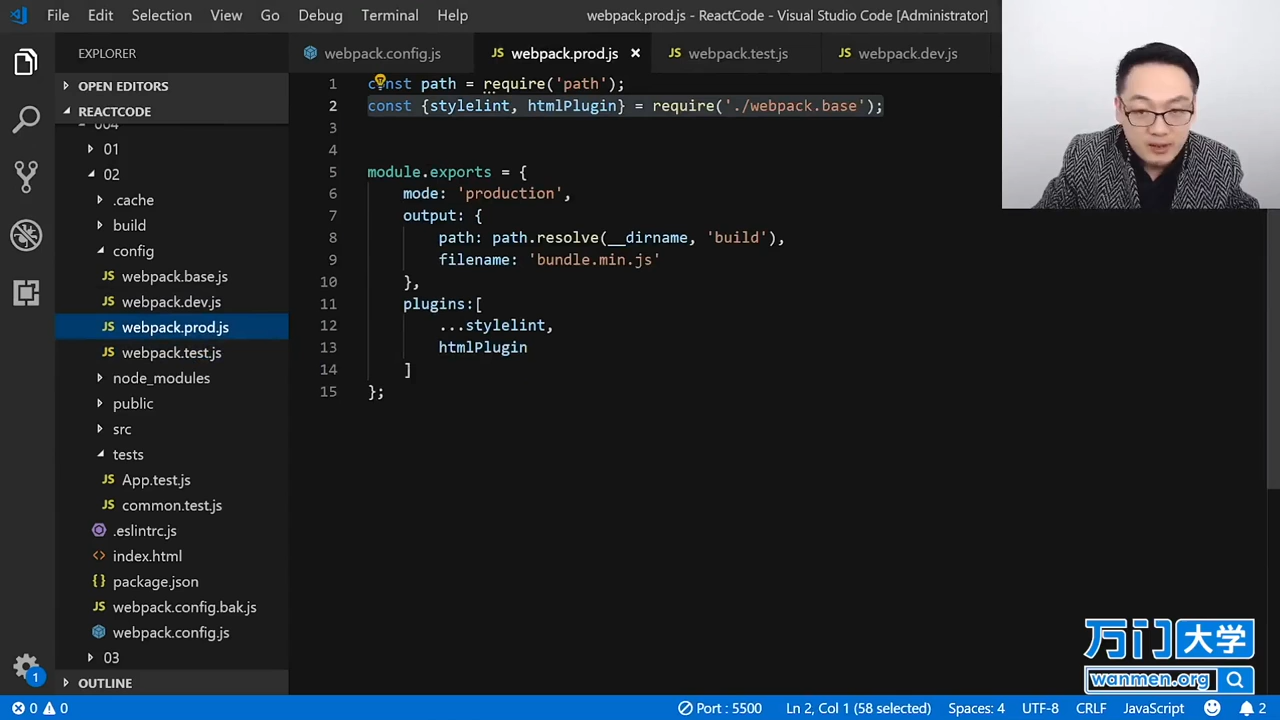 File Edit Selection View Go Debug Terminal Help webpack.prod.js - ReactCode - Visual Studio Code [Administrator]
EXPLORER
OPEN EDITORS
REACTCODE
004
01
02
.cache
build
config
JS webpack.base.js
JS webpack.dev.js
JS webpack.prod.js
JS webpack.test.js
node_modules
public
src
tests
JS App.test.js
JS common.test.js
.eslintrc.js
<> index.html
{} package.json
JS webpack.config.bak.js
webpack.config.js
03
OUTLINE
webpack.config.js JS webpack.prod.js × JS webpack.test.js JS webpack.dev.js
1 const path = require('path');
2 const {stylelint, htmlPlugin} = require('./webpack.base');
3
4
5 module.exports = {
6 mode: 'production',
7 output: {
8 path: path.resolve(__dirname, 'build'),
9 filename: 'bundle.min.js'
10 },
11 plugins:[
12 ...stylelint,
13 htmlPlugin
14 ]
15 };
万门大学
wanmen.org
1
0 0 Port : 5500 Ln 2, Col 1 (58 selected) Spaces: 4 UTF-8 CRLF JavaScript 2